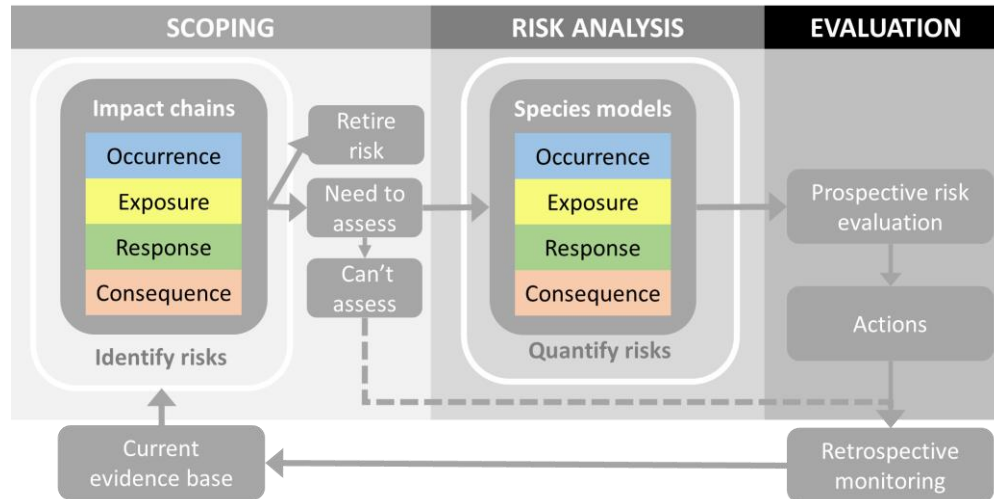 SCOPING
RISK ANALYSIS
EVALUATION
Impact chains
Occurrence
Exposure
Response
Consequence
Identify risks
Retire
risk
Need to
assess
Can't
assess
Species models
Occurrence
Exposure
Response
Consequence
Quantify risks
Prospective risk
evaluation
Actions
Current
evidence base
Retrospective
monitoring